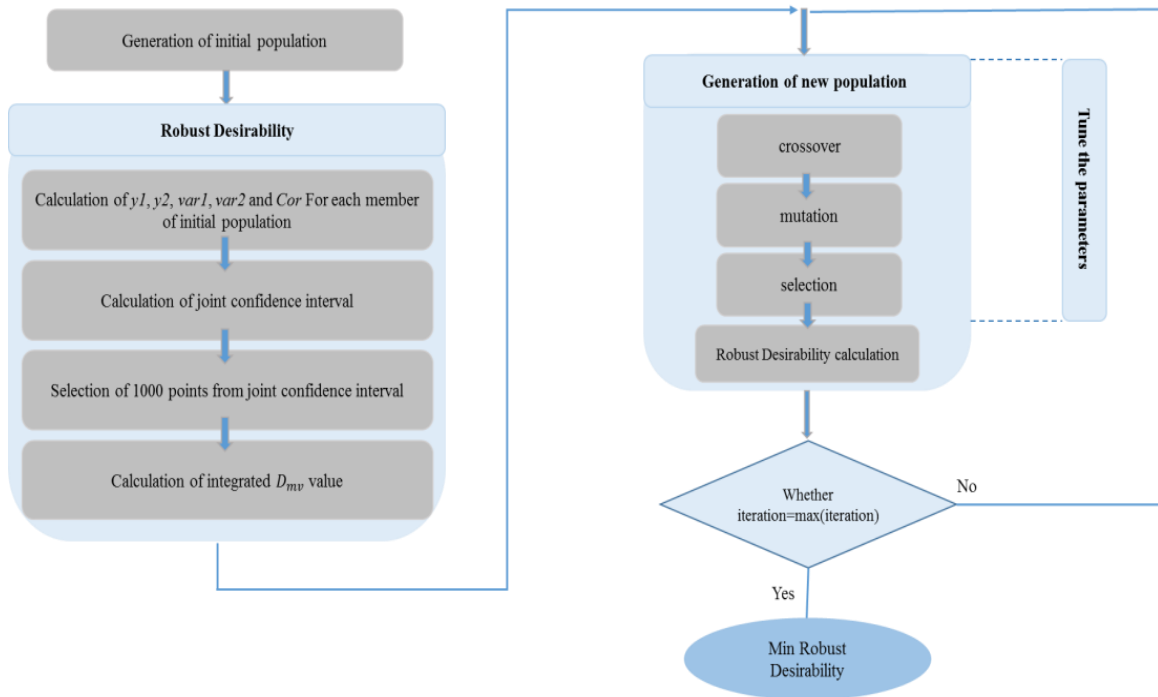 Generation of initial population
Robust Desirability
Calculation of y1, y2, var1, var2 and Cor For each member
of initial population
Calculation of joint confidence interval
Selection of 1000 points from joint confidence interval
Calculation of integrated Dmv value
Generation of new population
crossover
mutation
selection
Robust Desirability calculation
Tune the parameters
Whether
iteration=max(iteration)
No
Yes
Min Robust
Desirability